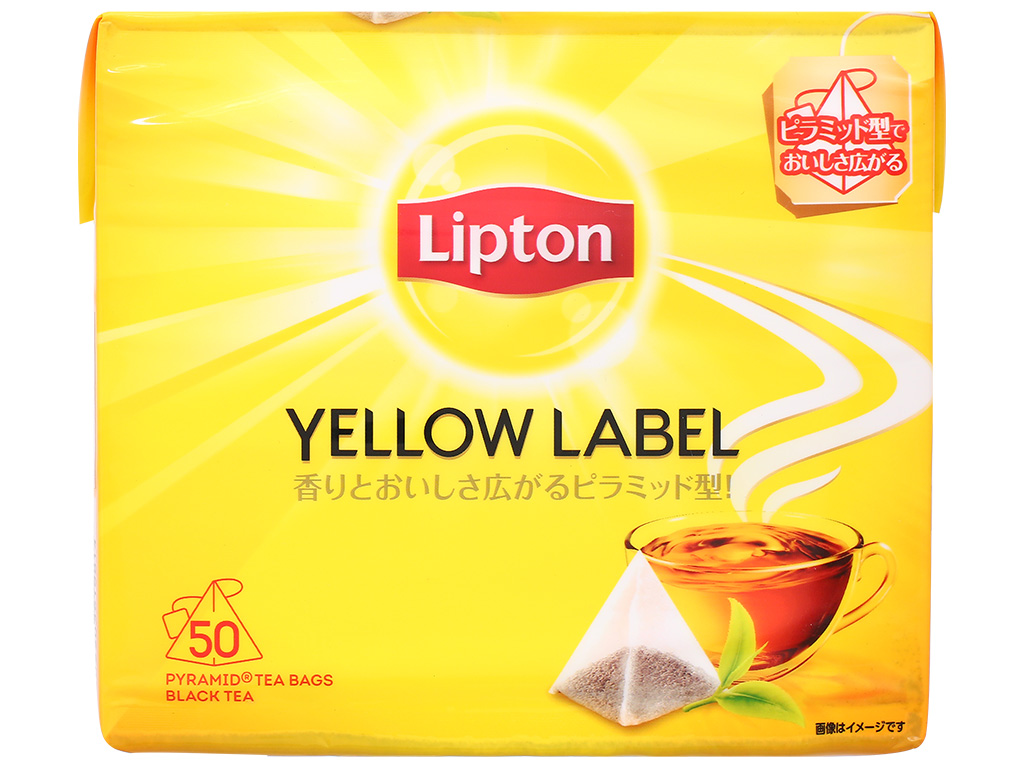 ピラミッド型で
おいしさ広がる
Lipton
YELLOW LABEL
香りとおいしさ広がるピラミッド型!
50
PYRAMID® TEA BAGS
BLACK TEA
画像はイメージです